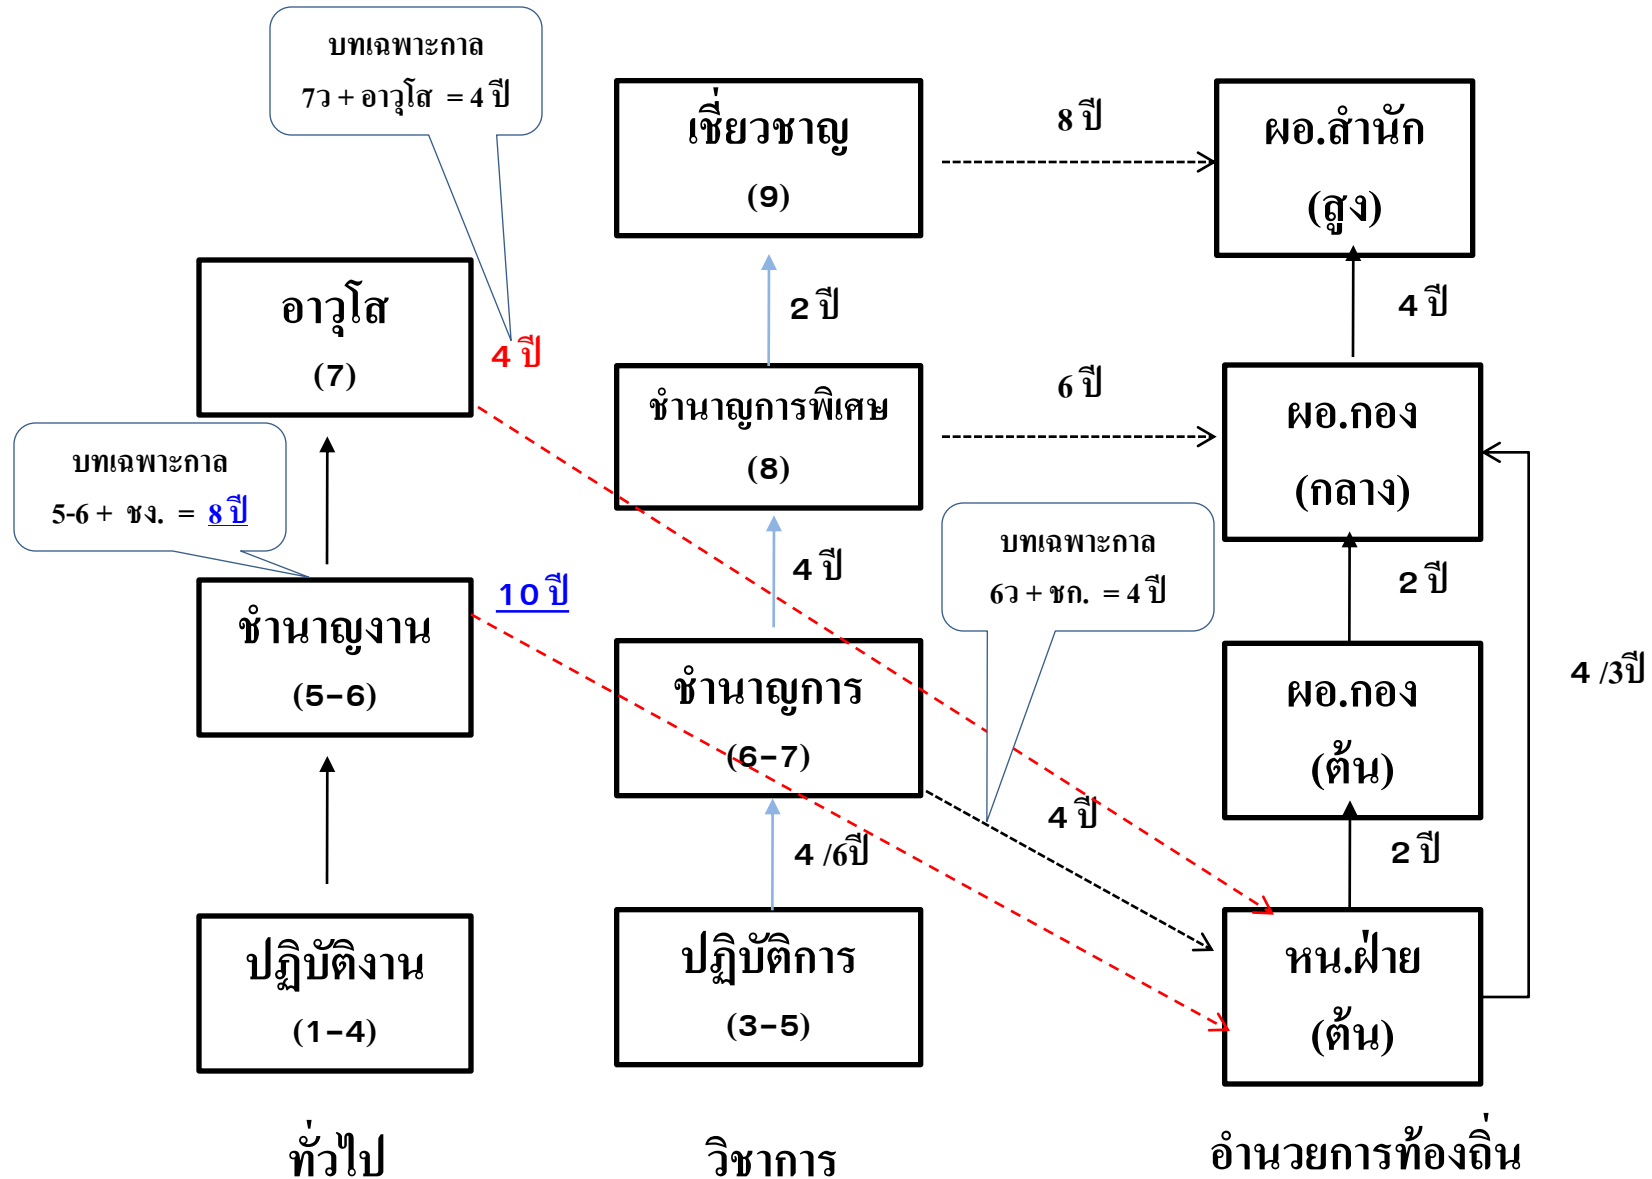 บทเฉพาะกาล
7ว + อาวุโส = 4 ปี
เชี่ยวชาญ
(9)
8 ปี
ผอ.สำนัก
(สูง)
อาวุโส
(7)
4 ปี
2 ปี
4 ปี
ชำนาญการพิเศษ
(8)
6 ปี
ผอ.กอง
(กลาง)
บทเฉพาะกาล
5-6 + ชง. = 8 ปี
10 ปี
4 ปี
บทเฉพาะกาล
6ว + ชก. = 4 ปี
2 ปี
ชำนาญงาน
(5-6)
ชำนาญการ
(6-7)
ผอ.กอง
(ต้น)
4 /3ปี
4 /6ปี
4 ปี
2 ปี
ปฏิบัติงาน
(1-4)
ปฏิบัติการ
(3-5)
หน.ฝ่าย
(ต้น)
ทั่วไป
วิชาการ
อำนวยการท้องถิ่น